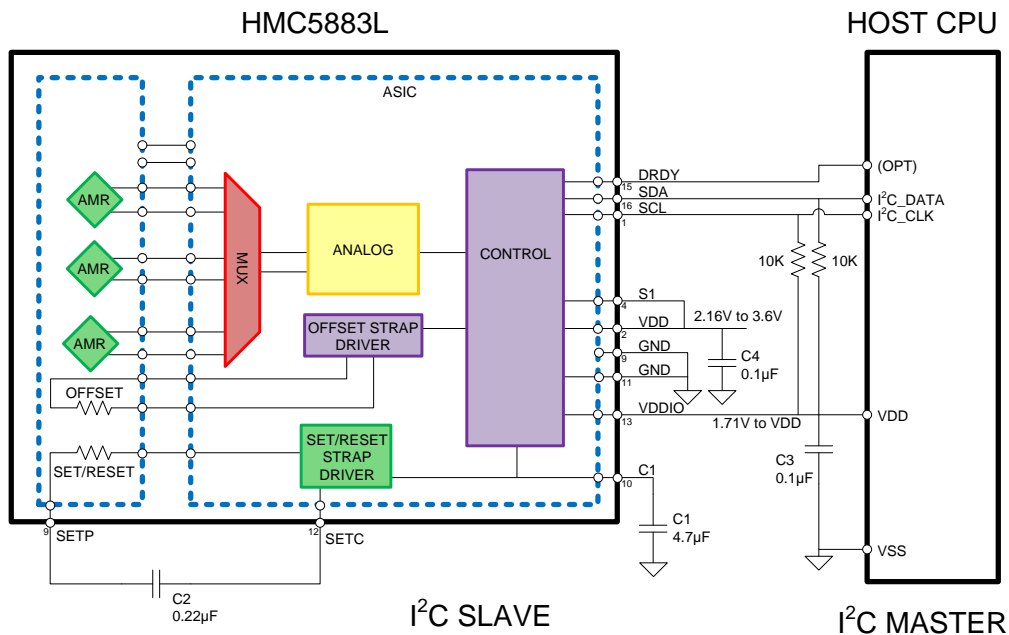 HMC5883L
HOST CPU
ASIC
AMR
AMR
AMR
MUX
ANALOG
CONTROL
OFFSET STRAP
DRIVER
OFFSET
SET/RESET
SET/RESET
STRAP
DRIVER
DRDY
15
SDA
16
SCL
1
(OPT)
I²C_DATA
I²C_CLK
10K
10K
S1
4
VDD
2
2.16V to 3.6V
GND
9
GND
11
C4
0.1µF
VDDIO
13
1.71V to VDD
VDD
C3
0.1µF
C1
10
C1
4.7µF
VSS
9
SETP
12
SETC
C2
0.22µF
I²C SLAVE
I²C MASTER